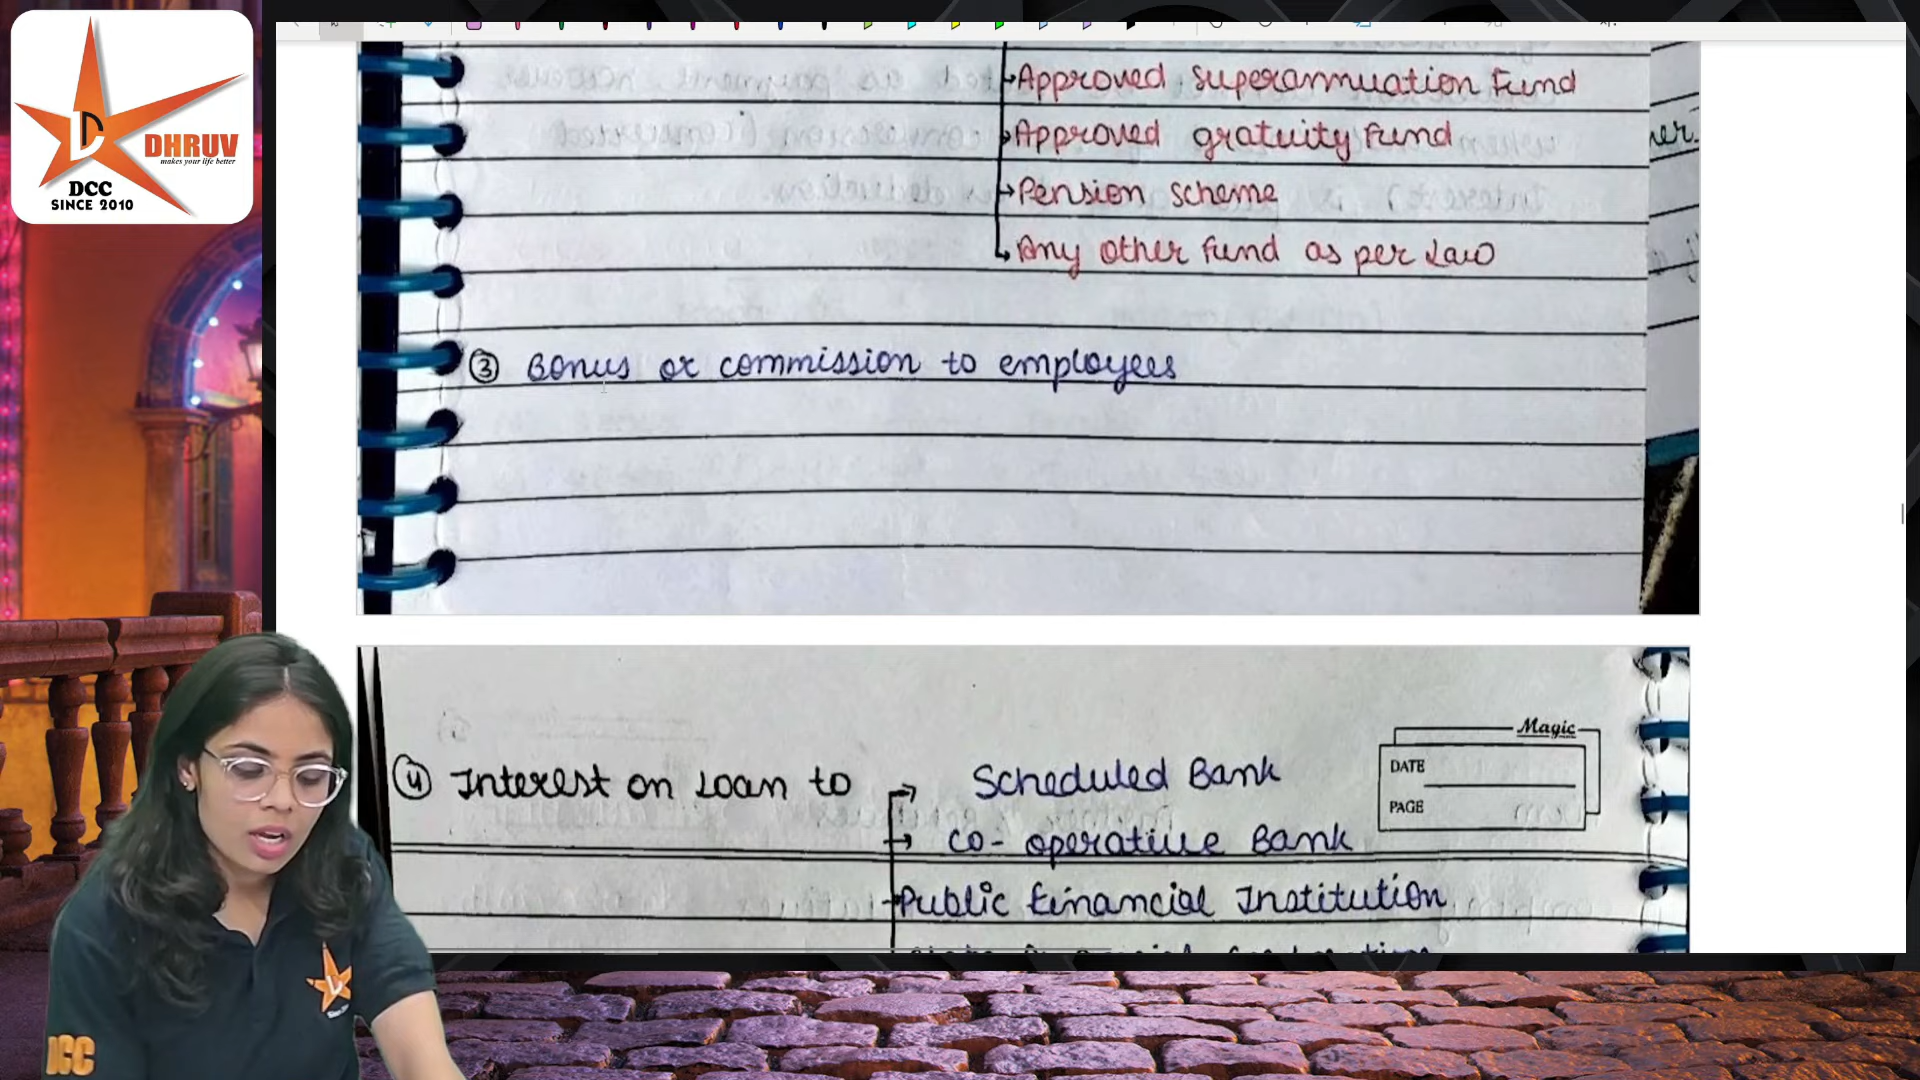 DHRUV
makes your life better
DCC
SINCE 2010
Approved superannuation Fund
Approved gratuity Fund
Pension scheme
Any other Fund as per Law
③ Bonus or commission to employees
Magic
DATE
PAGE
④ Interest on Loan to
Scheduled Bank
Co-operative Bank
Public Financial Institution
DCC